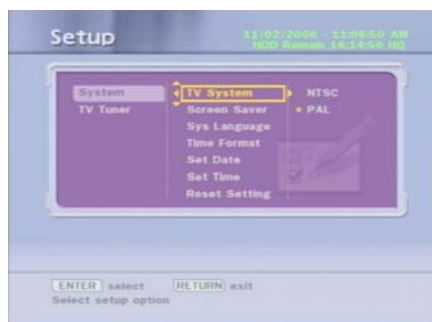 Setup
11/02/2006 - 11:06:50 AM
HDD Remain 16:14:50 HQ
System
TV Tuner
TV System
Screen Saver
Sys Language
Time Format
Set Date
Set Time
Reset Setting
NTSC
PAL
ENTER select RETURN exit
Select setup option